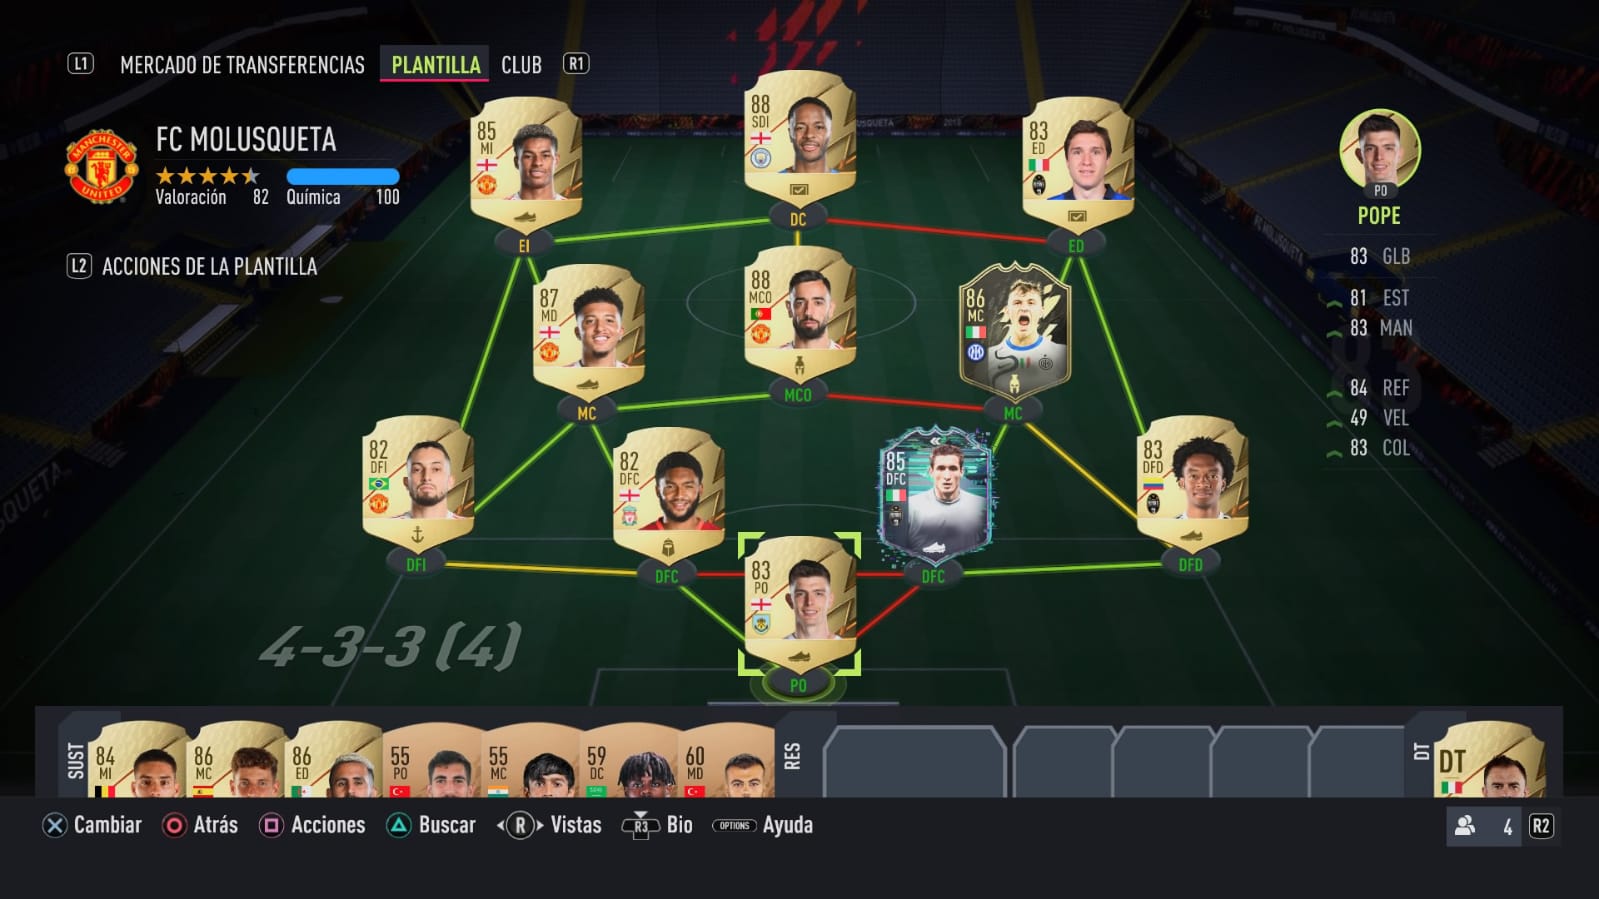 L1 MERCADO DE TRANSFERENCIAS PLANTILLA CLUB R1
FC MOLUSQUETA
Valoración 82 Química 100
L2 ACCIONES DE LA PLANTILLA
85
MI
EI
88
SDI
DC
83
ED
ED
87
MD
MC
88
MCO
MCO
86
MC
MC
82
DFI
DFI
82
DFC
DFC
85
DFC
DFC
83
DFD
DFD
83
PO
PO
4-3-3 (4)
PO
POPE
83 GLB
81 EST
83 MAN
84 REF
49 VEL
83 COL
SUST
84
MI
86
MC
86
ED
55
PO
55
MC
59
DC
60
MD
RES
DT
DT
Cambiar Atrás Acciones Buscar R Vistas R3 Bio OPTIONS Ayuda
4 R2